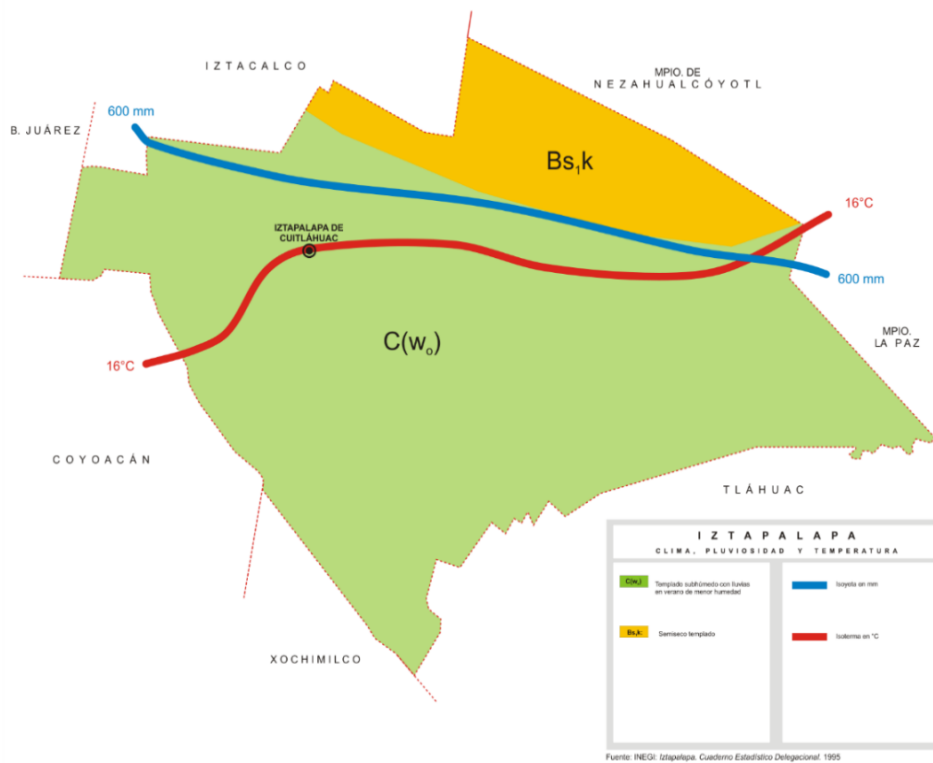 IZTACALCO
MPIO. DE
NEZAHUALCÓYOTL
600 mm
B. JUÁREZ
Bs₁k
16°C
IZTAPALAPA DE
CUITLÁHUAC
600 mm
C(w₀)
MPIO.
LA PAZ
16°C
COYOACÁN
TLÁHUAC
XOCHIMILCO
IZTAPALAPA
CLIMA, PLUVIOSIDAD Y TEMPERATURA
C(w₀) Templado subhúmedo con lluvias
en verano de menor humedad
Bs₁k Semiseco templado
Isoyeta en mm
Isoterma en °C
Fuente: INEGI: Iztapalapa. Cuaderno Estadístico Delegacional. 1995